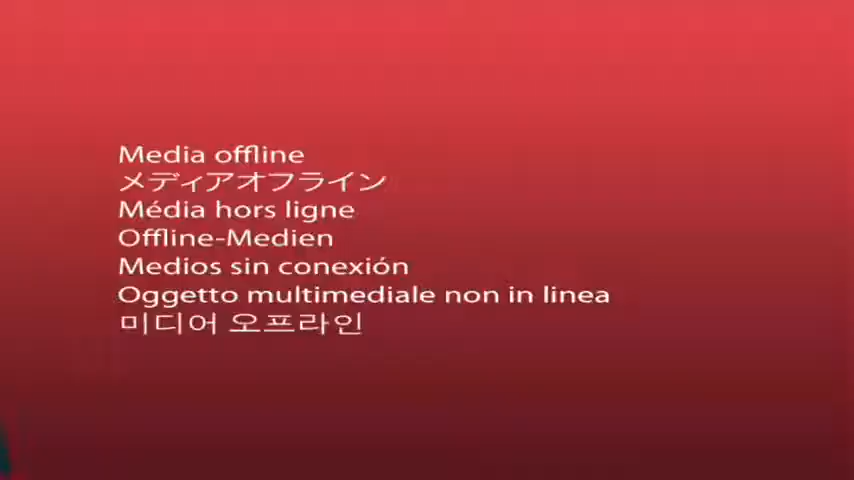 Media offline
メディアオフライン
Média hors ligne
Offline-Medien
Medios sin conexión
Oggetto multimediale non in linea
미디어 오프라인